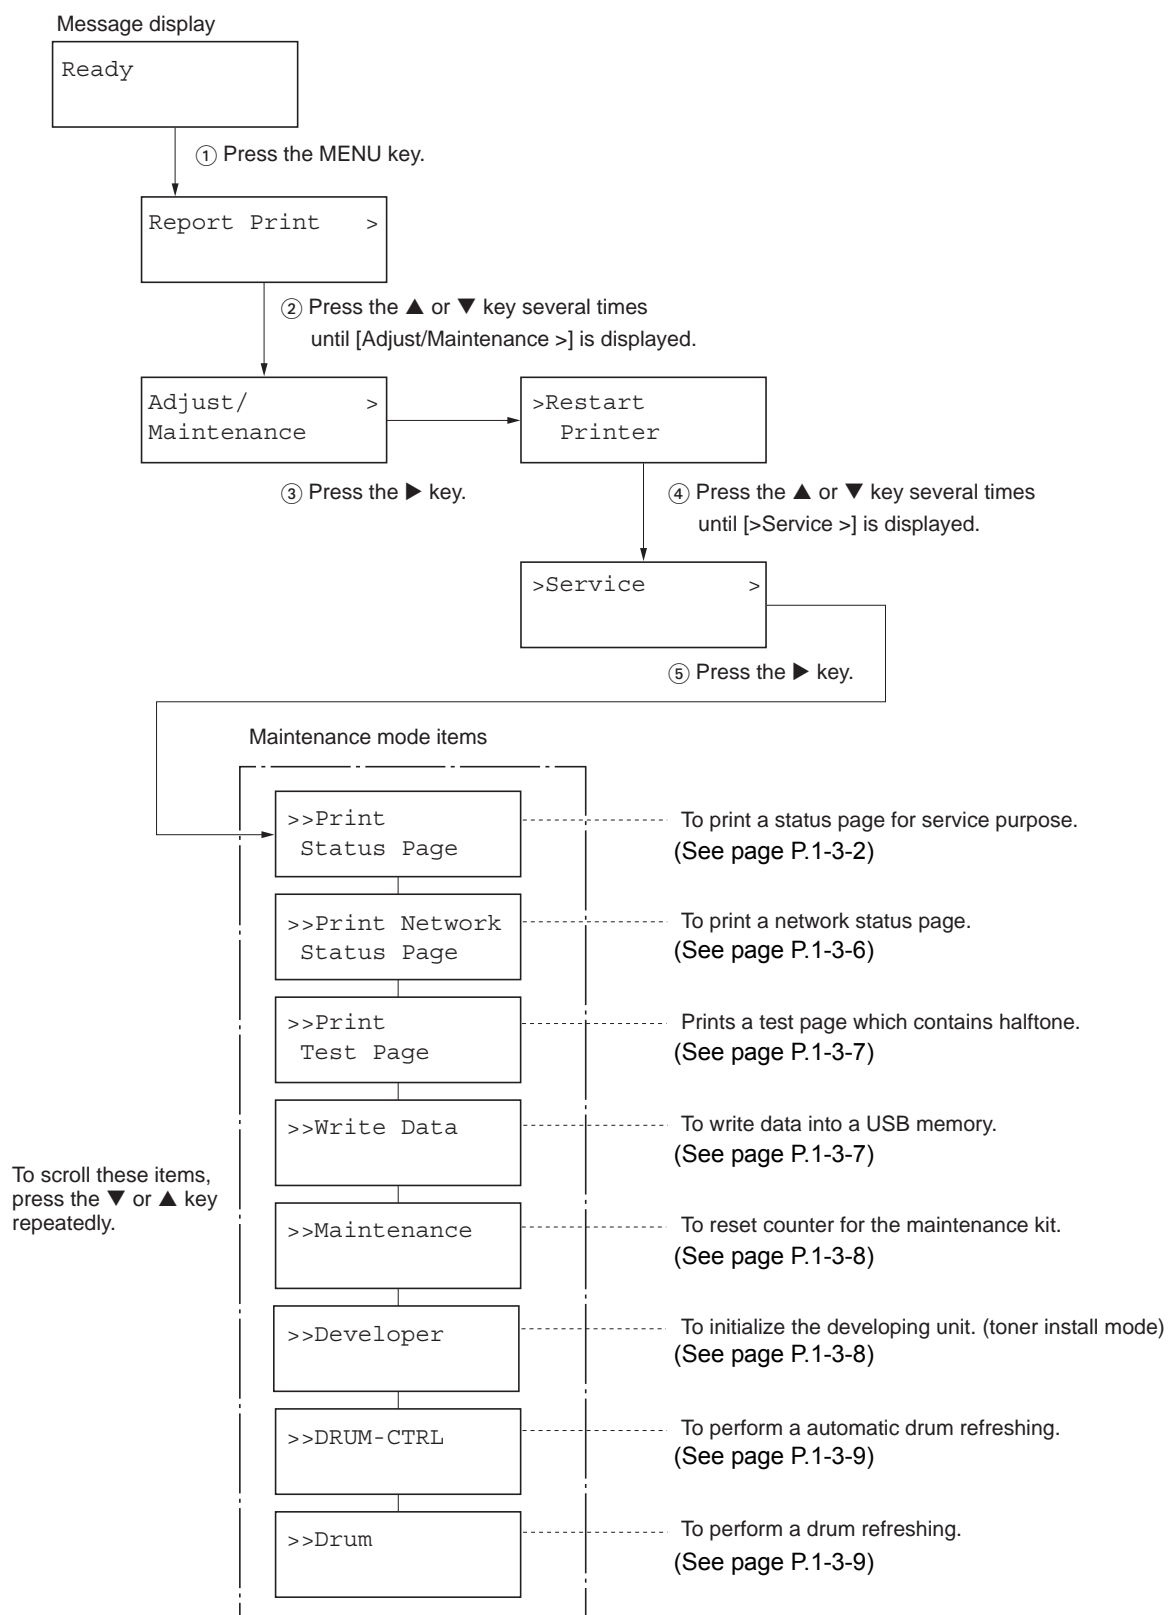 Message display
Ready
① Press the MENU key.
Report Print >
② Press the ▲ or ▼ key several times
until [Adjust/Maintenance >] is displayed.
Adjust/ >
Maintenance
>Restart
Printer
③ Press the ▶ key.
④ Press the ▲ or ▼ key several times
until [>Service >] is displayed.
>Service >
⑤ Press the ▶ key.
Maintenance mode items
>>Print
Status Page
To print a status page for service purpose.
(See page P.1-3-2)
>>Print Network
Status Page
To print a network status page.
(See page P.1-3-6)
>>Print
Test Page
Prints a test page which contains halftone.
(See page P.1-3-7)
>>Write Data
To write data into a USB memory.
(See page P.1-3-7)
To scroll these items,
press the ▼ or ▲ key
repeatedly.
>>Maintenance
To reset counter for the maintenance kit.
(See page P.1-3-8)
>>Developer
To initialize the developing unit. (toner install mode)
(See page P.1-3-8)
>>DRUM-CTRL
To perform a automatic drum refreshing.
(See page P.1-3-9)
>>Drum
To perform a drum refreshing.
(See page P.1-3-9)